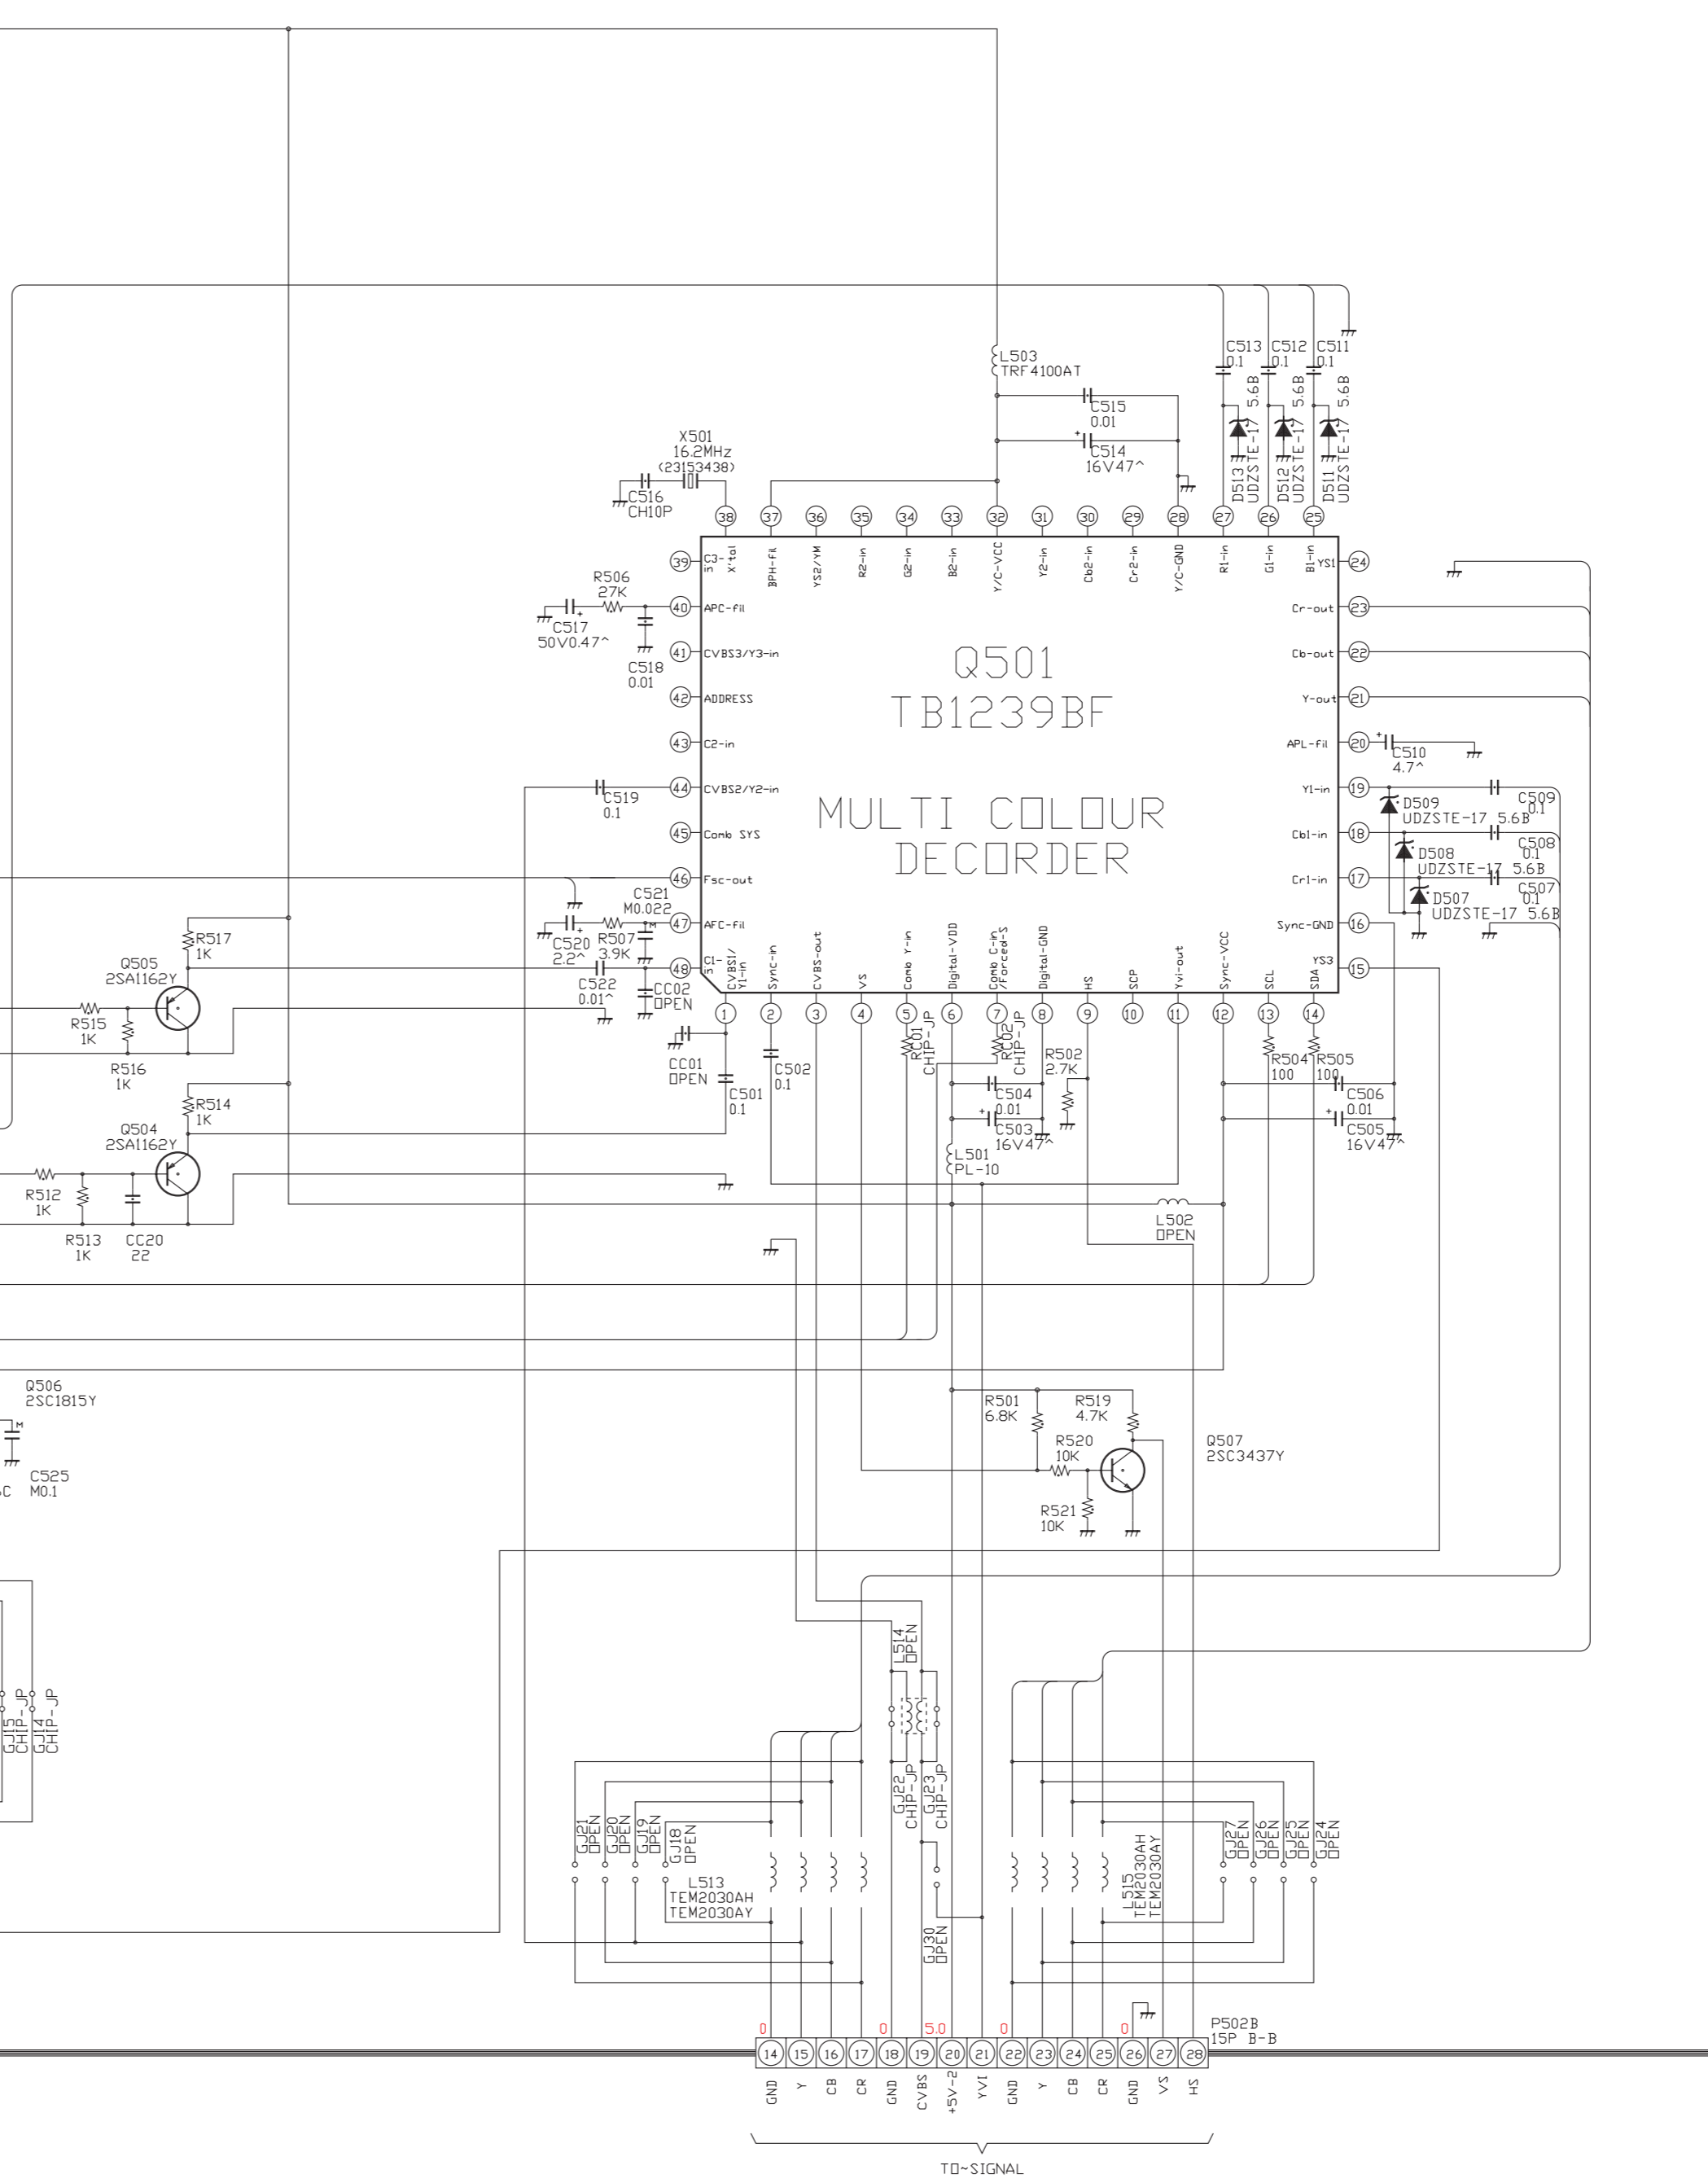 L503
TRF4100AT
C515
0.01
C514
16V47^
C513
0.1
C512
0.1
C511
0.1
D513
UDZSTE-17 5.6B
D512
UDZSTE-17 5.6B
D511
UDZSTE-17 5.6B
X501
16.2MHz
(23153438)
C516
CH10P
38
37
36
35
34
33
32
31
30
29
28
27
26
25
X'tal
BPH-fil
YS2/YM
R2-in
G2-in
B2-in
Y/C-VCC
Y2-in
Cb2-in
Cr2-in
Y/C-GND
R1-in
G1-in
B1-in
39
C3-
in
YS1
24
R506
27K
C517
50V0.47^
C518
0.01
40
APC-fil
Cr-out
23
41
CVBS3/Y3-in
Cb-out
22
42
ADDRESS
Y-out
21
43
C2-in
APL-fil
20
C510
4.7^
44
CVBS2/Y2-in
C519
0.1
Y1-in
19
45
Comb SYS
Cb1-in
18
46
Fsc-out
Cr1-in
17
47
AFC-fil
Sync-GND
16
48
C1-
in
YS3
15
Q501
TB1239BF
MULTI COLOUR
DECORDER
D509
UDZSTE-17 5.6B
C509
0.1
D508
UDZSTE-17 5.6B
C508
0.1
D507
UDZSTE-17 5.6B
C507
0.1
C521
M0.022
M
C520
2.2^
R507
3.9K
C522
0.01^
CC02
OPEN
R517
1K
Q505
2SA1162Y
R515
1K
R516
1K
R514
1K
Q504
2SA1162Y
R512
1K
R513
1K
CC20
22
CVBS1/
Y1-in
Sync-in
CVBS-out
VS
Comb Y-in
Digital-VDD
Comb C-in
/Forced-S
Digital-GND
HS
SCP
Yvi-out
Sync-VCC
SCL
SDA
1
2
3
4
5
6
7
8
9
10
11
12
13
14
CC01
OPEN
C501
0.1
C502
0.1
RC01
CHIP-JP
RC02
CHIP-JP
R502
2.7K
C504
0.01
C503
16V47^
L501
PL-10
R504
100
R505
100
C506
0.01
C505
16V47^
L502
OPEN
Q506
2SC1815Y
M
C525
M0.1
R501
6.8K
R519
4.7K
R520
10K
R521
10K
Q507
2SC3437Y
GJ15
CHIP-JP
GJ14
CHIP-JP
L514
OPEN
GJ22
CHIP-JP
GJ23
CHIP-JP
GJ21
OPEN
GJ20
OPEN
GJ19
OPEN
GJ18
OPEN
L513
TEM2030AH
TEM2030AY
GJ30
OPEN
L515
TEM2030AH
TEM2030AY
GJ27
OPEN
GJ26
OPEN
GJ25
OPEN
GJ24
OPEN
0
0
5.0
0
0
P502B
15P B-B
14
15
16
17
18
19
20
21
22
23
24
25
26
27
28
GND
Y
CB
CR
GND
CVBS
+5V-2
YVI
GND
Y
CB
CR
GND
VS
HS
TO~SIGNAL